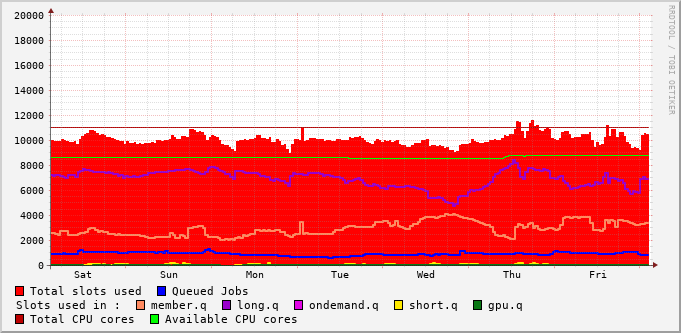 RRDTOOL / TOBI OETIKER
20000
18000
16000
14000
12000
10000
8000
6000
4000
2000
0
Sat Sun Mon Tue Wed Thu Fri
Total slots used Queued Jobs
Slots used in : member.q long.q ondemand.q short.q gpu.q
Total CPU cores Available CPU cores